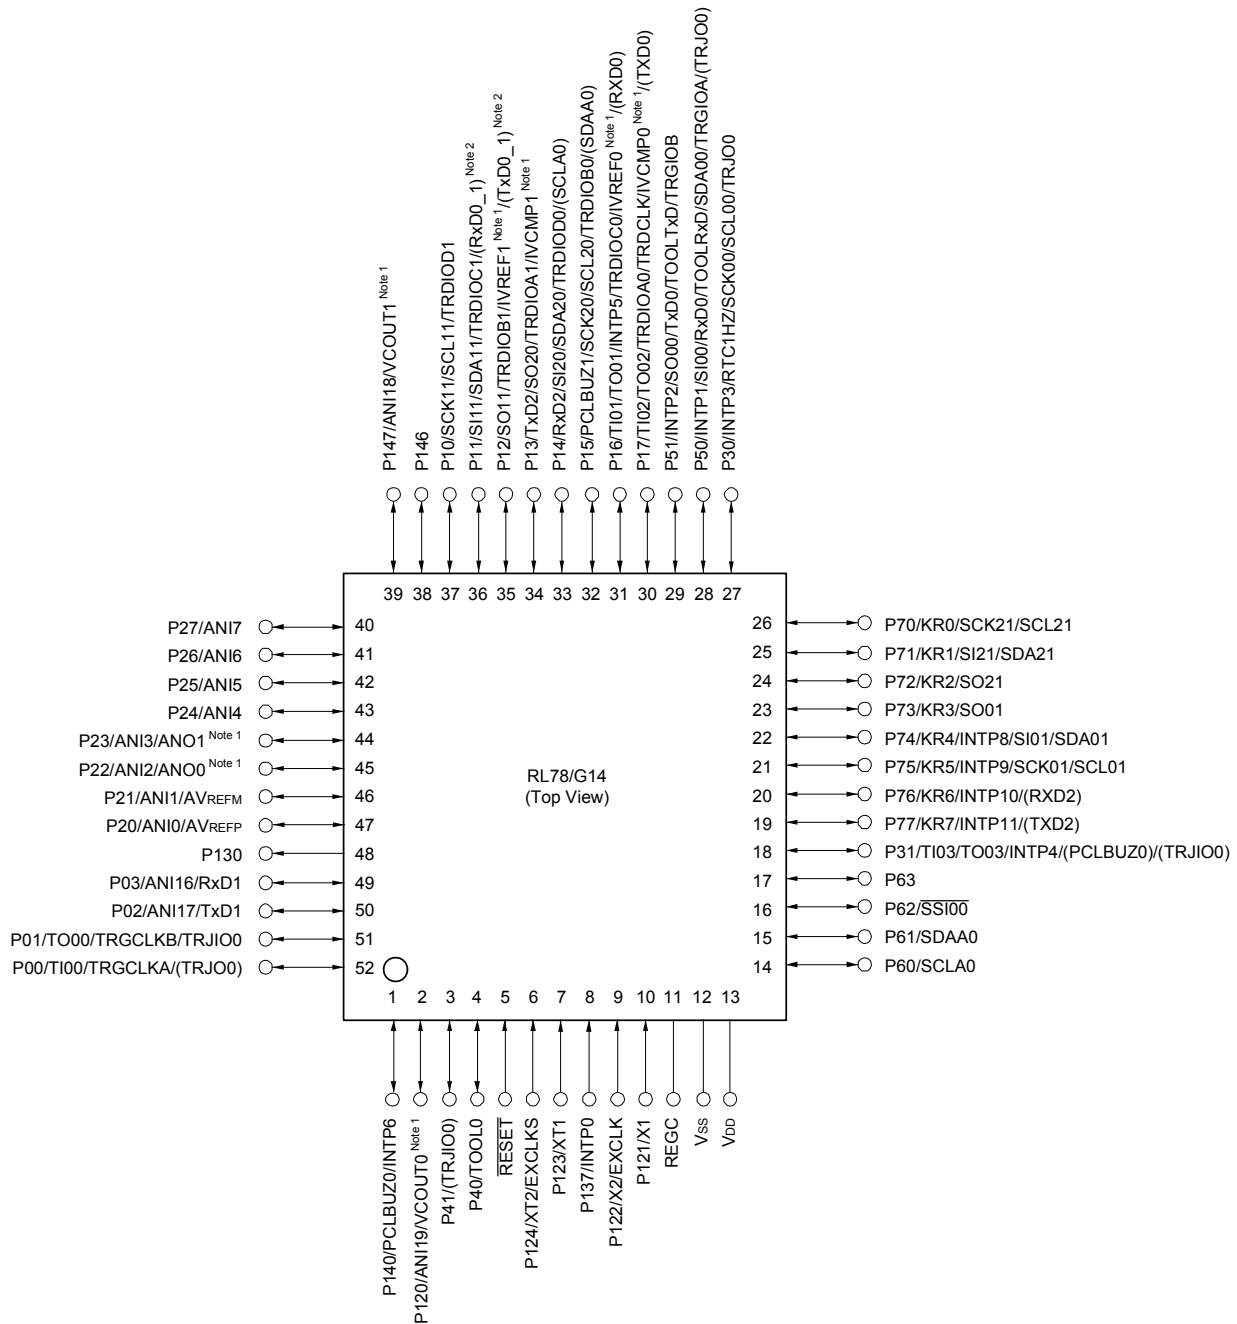 P147/ANI18/VCOUT1 Note 1
P146
P10/SCK11/SCL11/TRDIOD1
P11/SI11/SDA11/TRDIOC1/(RxD0_1) Note 2
P12/SO11/TRDIOB1/IVREF1 Note 1/(TxD0_1) Note 2
P13/TxD2/SO20/TRDIOA1/IVCMP1 Note 1
P14/RxD2/SI20/SDA20/TRDIOD0/(SCLA0)
P15/PCLBUZ1/SCK20/SCL20/TRDIOB0/(SDAA0)
P16/TI01/TO01/INTP5/TRDIOC0/IVREF0 Note 1/(RXD0)
P17/TI02/TO02/TRDIOA0/TRDCLK/IVCMP0 Note 1/(TXD0)
P51/INTP2/SO00/TxD0/TOOLTxD/TRGIOB
P50/INTP1/SI00/RxD0/TOOLRxD/SDA00/TRGIOA/(TRJO0)
P30/INTP3/RTC1HZ/SCK00/SCL00/TRJO0
39 38 37 36 35 34 33 32 31 30 29 28 27
P27/ANI7 40
P26/ANI6 41
P25/ANI5 42
P24/ANI4 43
P23/ANI3/ANO1 Note 1 44
P22/ANI2/ANO0 Note 1 45
P21/ANI1/AVREFM 46
P20/ANI0/AVREFP 47
P130 48
P03/ANI16/RxD1 49
P02/ANI17/TxD1 50
P01/TO00/TRGCLKB/TRJIO0 51
P00/TI00/TRGCLKA/(TRJO0) 52
RL78/G14
(Top View)
26 P70/KR0/SCK21/SCL21
25 P71/KR1/SI21/SDA21
24 P72/KR2/SO21
23 P73/KR3/SO01
22 P74/KR4/INTP8/SI01/SDA01
21 P75/KR5/INTP9/SCK01/SCL01
20 P76/KR6/INTP10/(RXD2)
19 P77/KR7/INTP11/(TXD2)
18 P31/TI03/TO03/INTP4/(PCLBUZ0)/(TRJIO0)
17 P63
16 P62/SSI00
15 P61/SDAA0
14 P60/SCLA0
1 2 3 4 5 6 7 8 9 10 11 12 13
P140/PCLBUZ0/INTP6
P120/ANI19/VCOUT0 Note 1
P41/(TRJIO0)
P40/TOOL0
RESET
P124/XT2/EXCLKS
P123/XT1
P137/INTP0
P122/X2/EXCLK
P121/X1
REGC
VSS
VDD